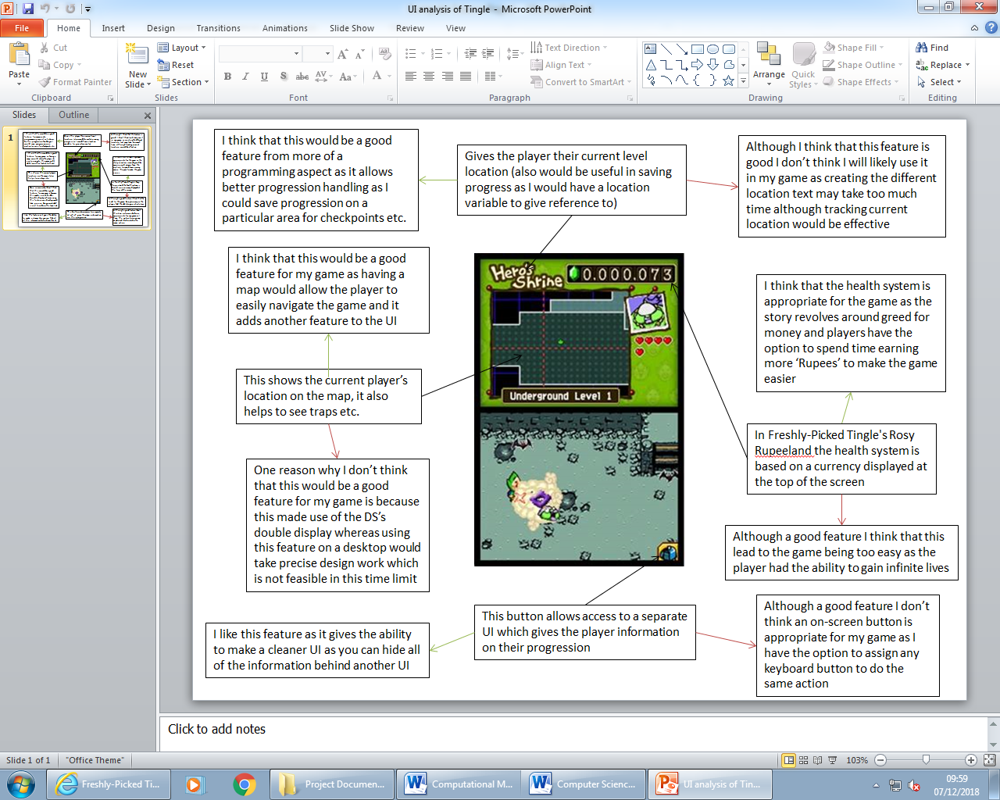 UI analysis of Tingle - Microsoft PowerPoint
File Home Insert Design Transitions Animations Slide Show Review View
Paste
Cut
Copy
Format Painter
Clipboard
New
Slide
Layout
Reset
Section
Slides
B I U S abc AV Aa A
Font
Text Direction
Align Text
Convert to SmartArt
Paragraph
Arrange
Quick
Styles
Shape Fill
Shape Outline
Shape Effects
Drawing
Find
Replace
Select
Editing
Slides Outline
1
I think that this would be a good
feature from more of a
programming aspect as it allows
better progression handling as I
could save progression on a
particular area for checkpoints etc.
Gives the player their current level
location (also would be useful in saving
progress as I would have a location
variable to give reference to)
Although I think that this feature is
good I don't think I will likely use it
in my game as creating the different
location text may take too much
time although tracking current
location would be effective
I think that this would be a good
feature for my game as having a
map would allow the player to
easily navigate the game and it
adds another feature to the UI
Hero's
Shrine
0.000.073
Underground Level 1
I think that the health system is
appropriate for the game as the
story revolves around greed for
money and players have the
option to spend time earning
more 'Rupees' to make the game
easier
This shows the current player's
location on the map, it also
helps to see traps etc.
In Freshly-Picked Tingle's Rosy
Rupeeland the health system is
based on a currency displayed at
the top of the screen
One reason why I don't think
that this would be a good
feature for my game is because
this made use of the DS's
double display whereas using
this feature on a desktop would
take precise design work which
is not feasible in this time limit
Although a good feature I think that this
lead to the game being too easy as the
player had the ability to gain infinite lives
This button allows access to a separate
UI which gives the player information
on their progression
I like this feature as it gives the ability
to make a cleaner UI as you can hide all
of the information behind another UI
Although a good feature I don't
think an on-screen button is
appropriate for my game as I
have the option to assign any
keyboard button to do the
same action
Click to add notes
Slide 1 of 1 "Office Theme" 103%
Freshly-Picked Ti... Project Documen... Computational M... Computer Scienc... UI analysis of Tin...
09:59
07/12/2018